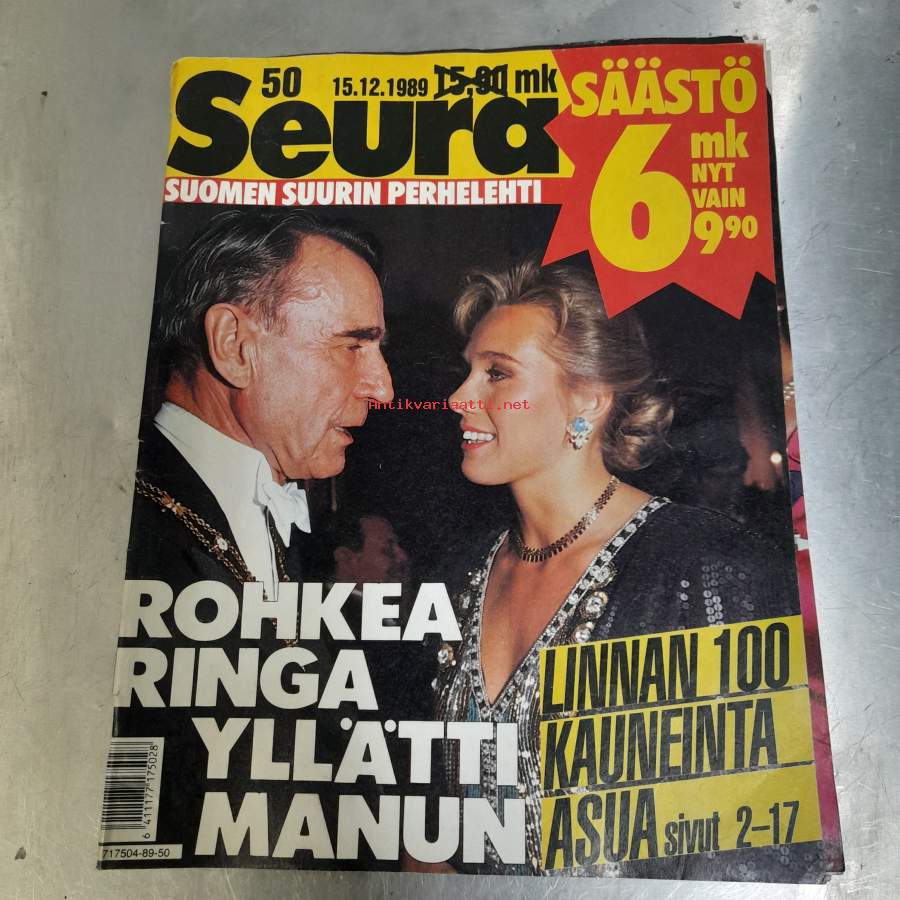 50 15.12.1989 15,90 mk
Seura
SUOMEN SUURIN PERHELEHTI
SÄÄSTÖ
6 mk
NYT
VAIN
9.90
Antikvariaatti.net
ROHKEA
RINGA
YLLÄTTI
MANUN
LINNAN 100
KAUNEINTA
ASUA sivut 2-17
6 411177 175028
717504-89-50